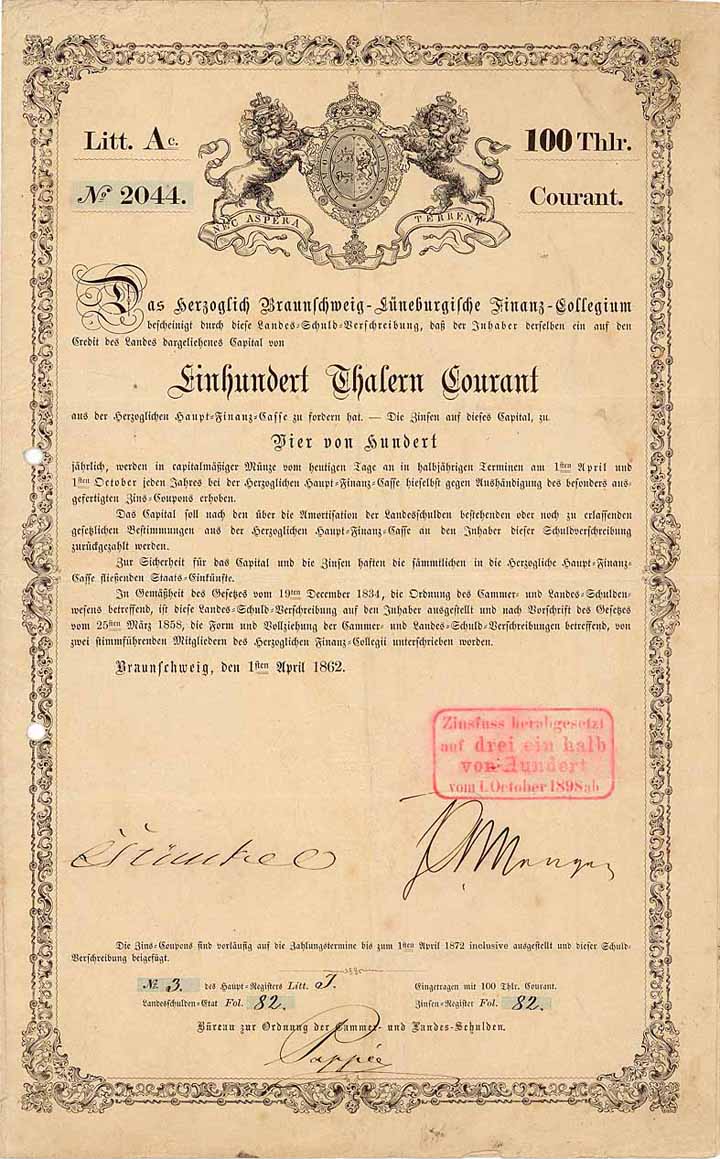 Litt. Ac.
100 Thlr.
No 2044.
Courant.
NEC ASPERA TERRENT
Das Herzoglich Braunschweig-Lüneburgische Finanz-Collegium
bescheinigt durch diese Landes-Schuld-Verschreibung, daß der Inhaber derselben ein auf den
Credit des Landes dargeliehenes Capital von
Einhundert Thalern Courant
aus der Herzoglichen Haupt-Finanz-Casse zu fordern hat. — Die Zinsen auf dieses Capital, zu
Vier von Hundert
jährlich, werden in capitalmäßiger Münze vom heutigen Tage an in halbjährigen Terminen am 1sten April und
1sten October jeden Jahres bei der Herzoglichen Haupt-Finanz-Casse hieselbst gegen Aushändigung des besonders aus-
gefertigten Zins-Coupons erhoben.
Das Capital soll nach den über die Amortisation der Landesschulden bestehenden oder noch zu erlassenden
gesetzlichen Bestimmungen aus der Herzoglichen Haupt-Finanz-Casse an den Inhaber dieser Schuldverschreibung
zurückgezahlt werden.
Zur Sicherheit für das Capital und die Zinsen haften die sämmtlichen in die Herzogliche Haupt-Finanz-
Casse fließenden Staats-Einkünfte.
In Gemäßheit des Gesetzes vom 19ten December 1834, die Ordnung des Cammer- und Landes-Schulden-
wesens betreffend, ist diese Landes-Schuld-Verschreibung auf den Inhaber ausgestellt und nach Vorschrift des Gesetzes
vom 25sten März 1858, die Form und Vollziehung der Cammer- und Landes-Schuld-Verschreibungen betreffend, von
zwei stimmführenden Mitgliedern des Herzoglichen Finanz-Collegii unterschrieben worden.
Braunschweig, den 1sten April 1862.
Zinsfuss herabgesetzt
auf drei ein halb
von Hundert
vom 1. October 1898 ab
Die Zins-Coupons sind vorläufig auf die Zahlungstermine bis zum 1sten April 1872 inclusive ausgestellt und dieser Schuld-
Verschreibung beigefügt.
No 3. des Haupt-Registers Litt. J. Eingetragen mit 100 Thlr. Courant.
Landesschulden-Etat Fol. 82. Zinsen-Register Fol. 82.
Büreau zur Ordnung der Cammer- und Landes-Schulden.